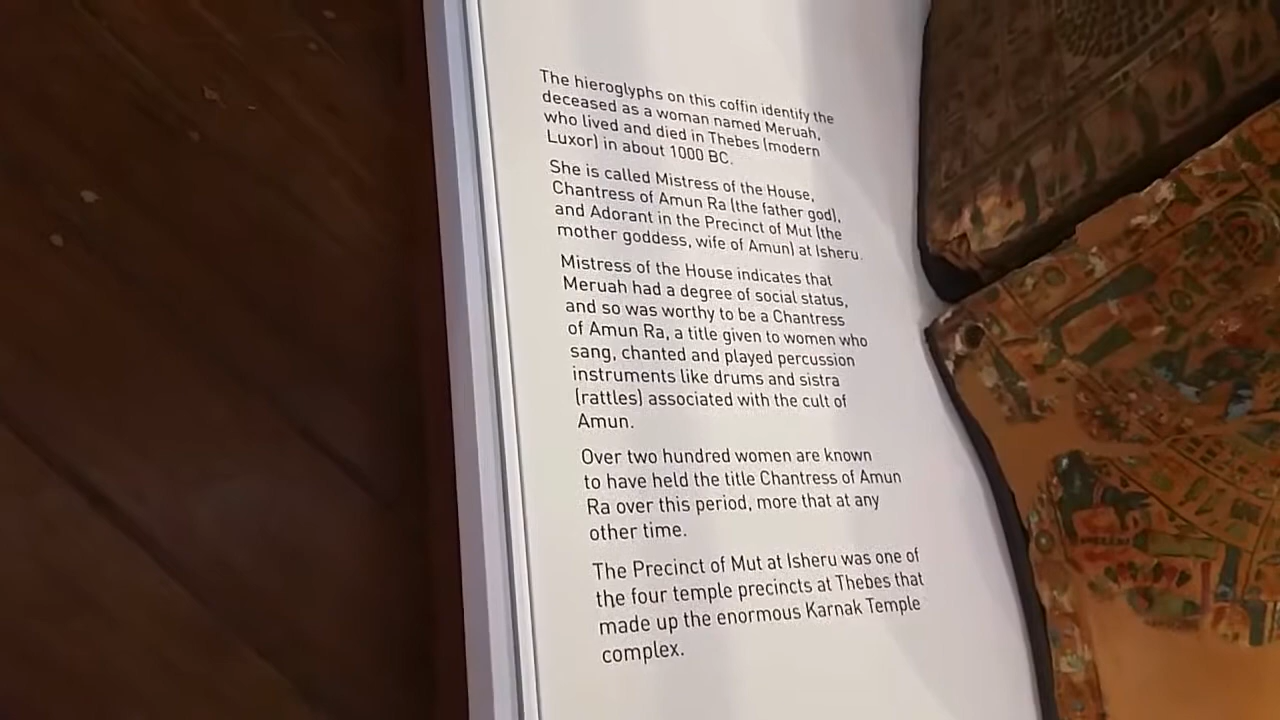 The hieroglyphs on this coffin identify the
deceased as a woman named Meruah,
who lived and died in Thebes (modern
Luxor) in about 1000 BC.
She is called Mistress of the House,
Chantress of Amun Ra (the father god),
and Adorant in the Precinct of Mut (the
mother goddess, wife of Amun) at Isheru.
Mistress of the House indicates that
Meruah had a degree of social status,
and so was worthy to be a Chantress
of Amun Ra, a title given to women who
sang, chanted and played percussion
instruments like drums and sistra
(rattles) associated with the cult of
Amun.
Over two hundred women are known
to have held the title Chantress of Amun
Ra over this period, more that at any
other time.
The Precinct of Mut at Isheru was one of
the four temple precincts at Thebes that
made up the enormous Karnak Temple
complex.